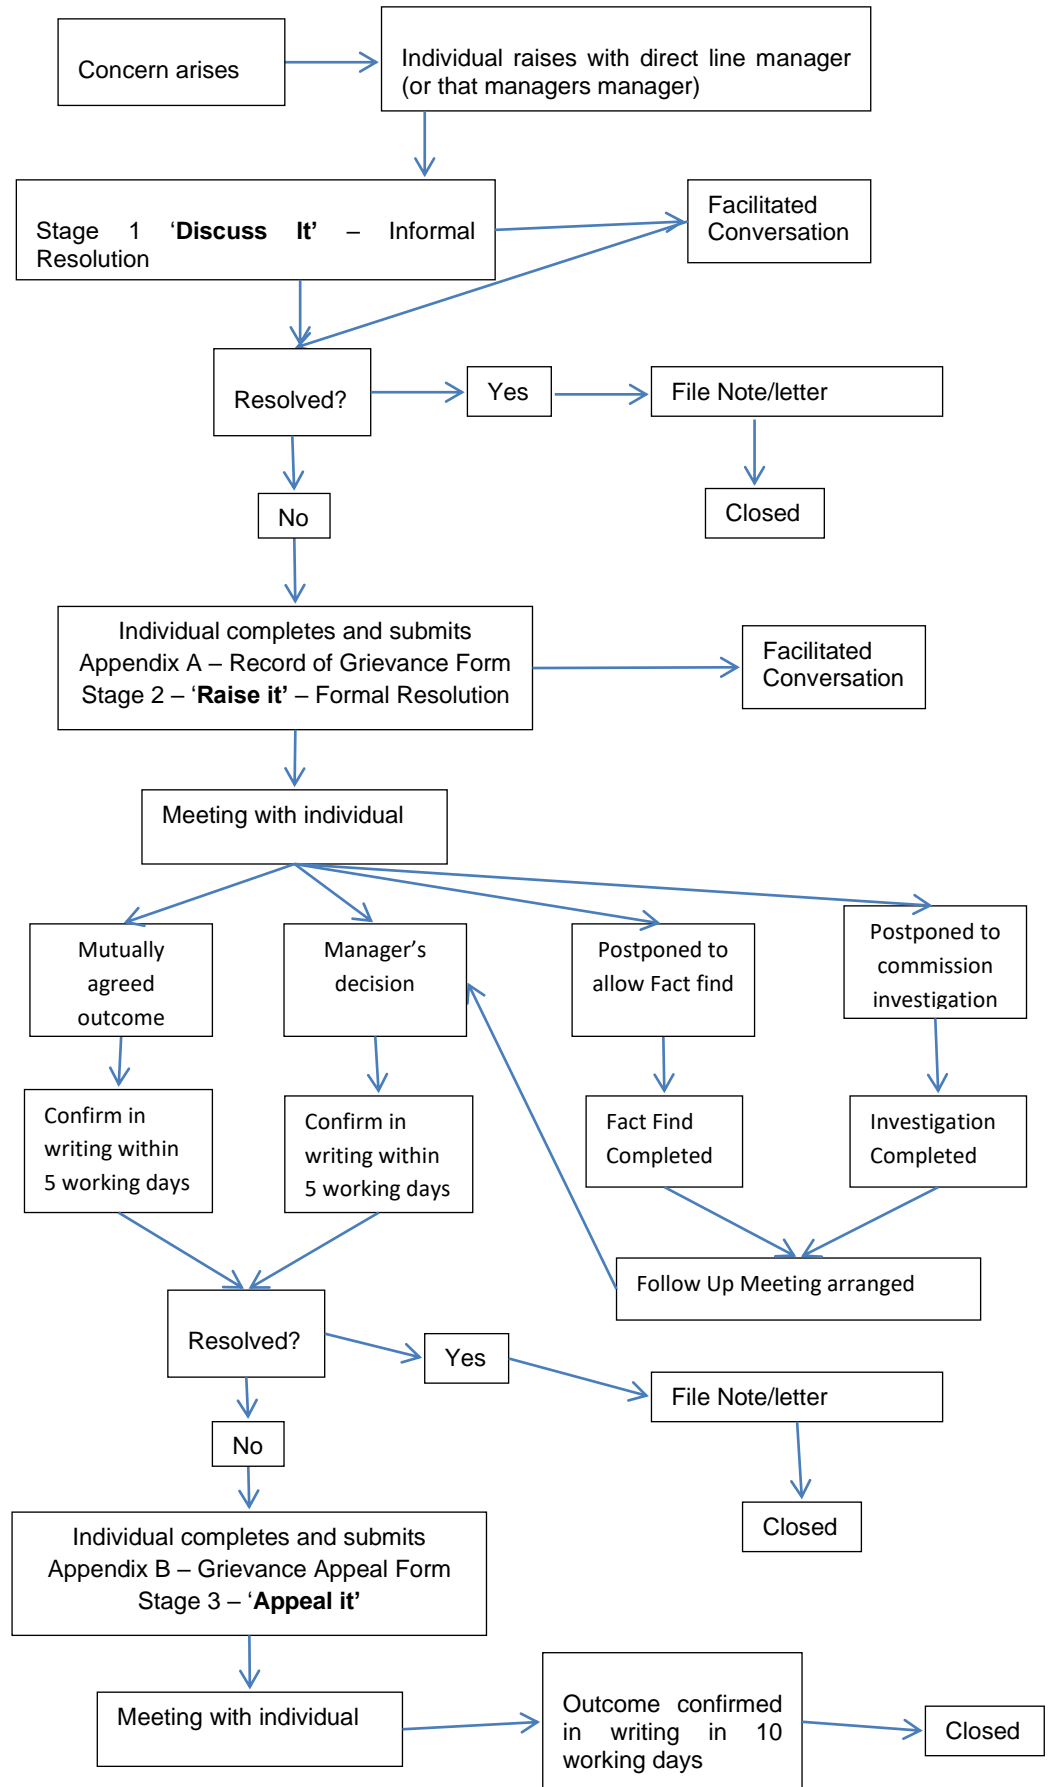 Concern arises
Individual raises with direct line manager
(or that managers manager)
Stage 1 ‘Discuss It’ – Informal
Resolution
Facilitated
Conversation
Resolved?
Yes
File Note/letter
No
Closed
Individual completes and submits
Appendix A – Record of Grievance Form
Stage 2 – ‘Raise it’ – Formal Resolution
Facilitated
Conversation
Meeting with individual
Mutually
agreed
outcome
Manager’s
decision
Postponed to
allow Fact find
Postponed to
commission
investigation
Confirm in
writing within
5 working days
Confirm in
writing within
5 working days
Fact Find
Completed
Investigation
Completed
Follow Up Meeting arranged
Resolved?
Yes
File Note/letter
No
Closed
Individual completes and submits
Appendix B – Grievance Appeal Form
Stage 3 – ‘Appeal it’
Meeting with individual
Outcome confirmed
in writing in 10
working days
Closed